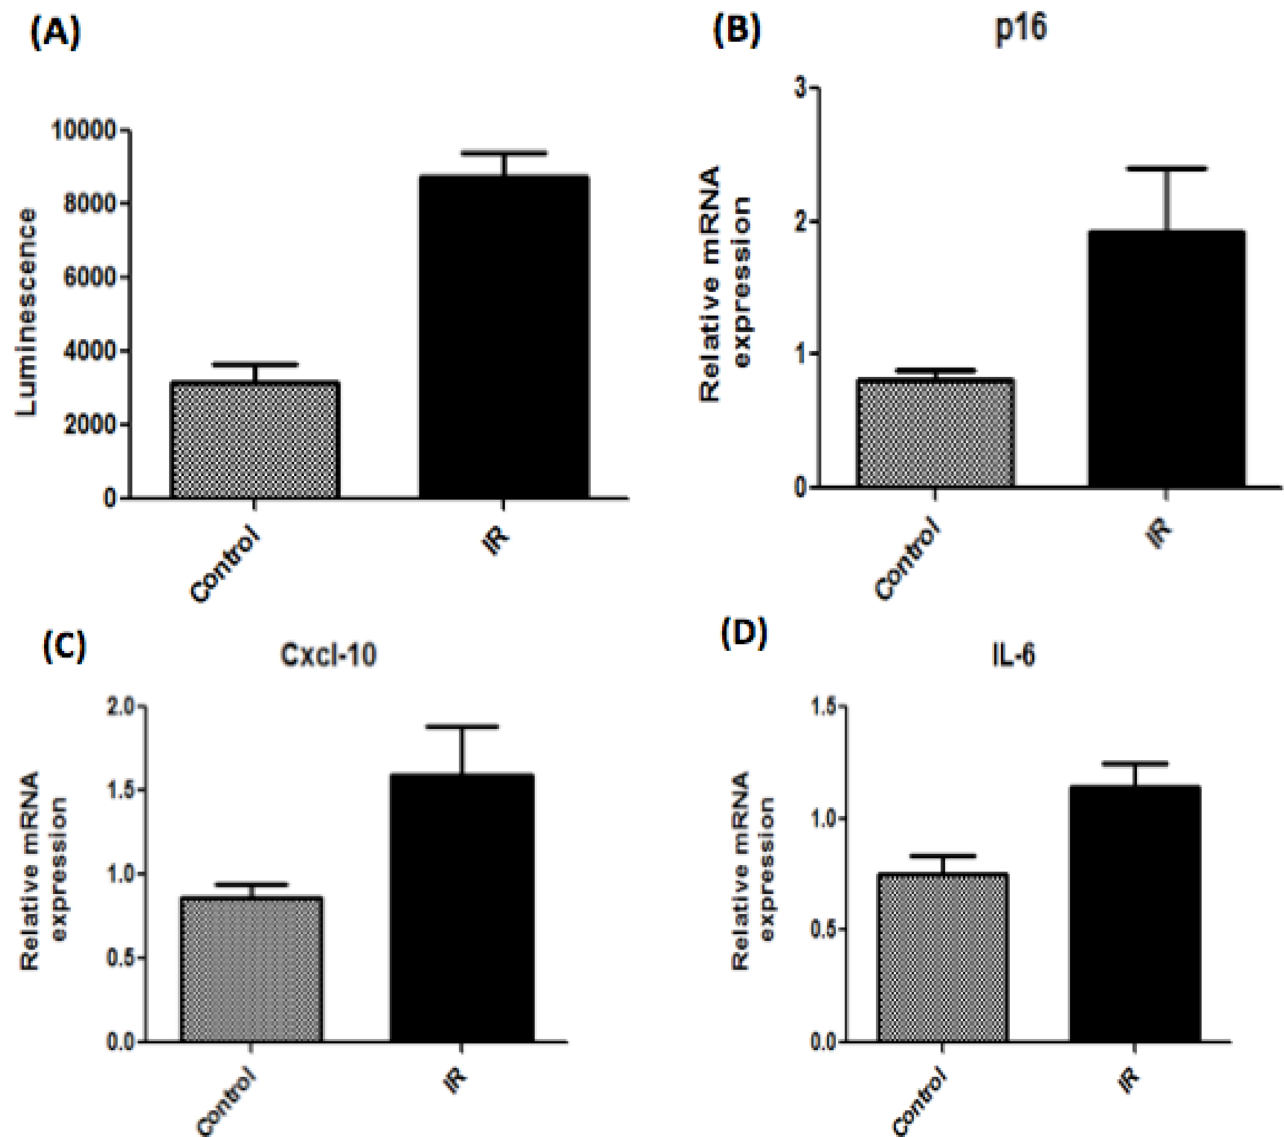 (A)
Luminescence
10000
8000
6000
4000
2000
0
Control
IR
(B)
p16
Relative mRNA
expression
3
2
1
0
Control
IR
(C)
Cxcl-10
Relative mRNA
expression
2.0
1.5
1.0
0.5
0.0
Control
IR
(D)
IL-6
Relative mRNA
expression
1.5
1.0
0.5
0.0
Control
IR